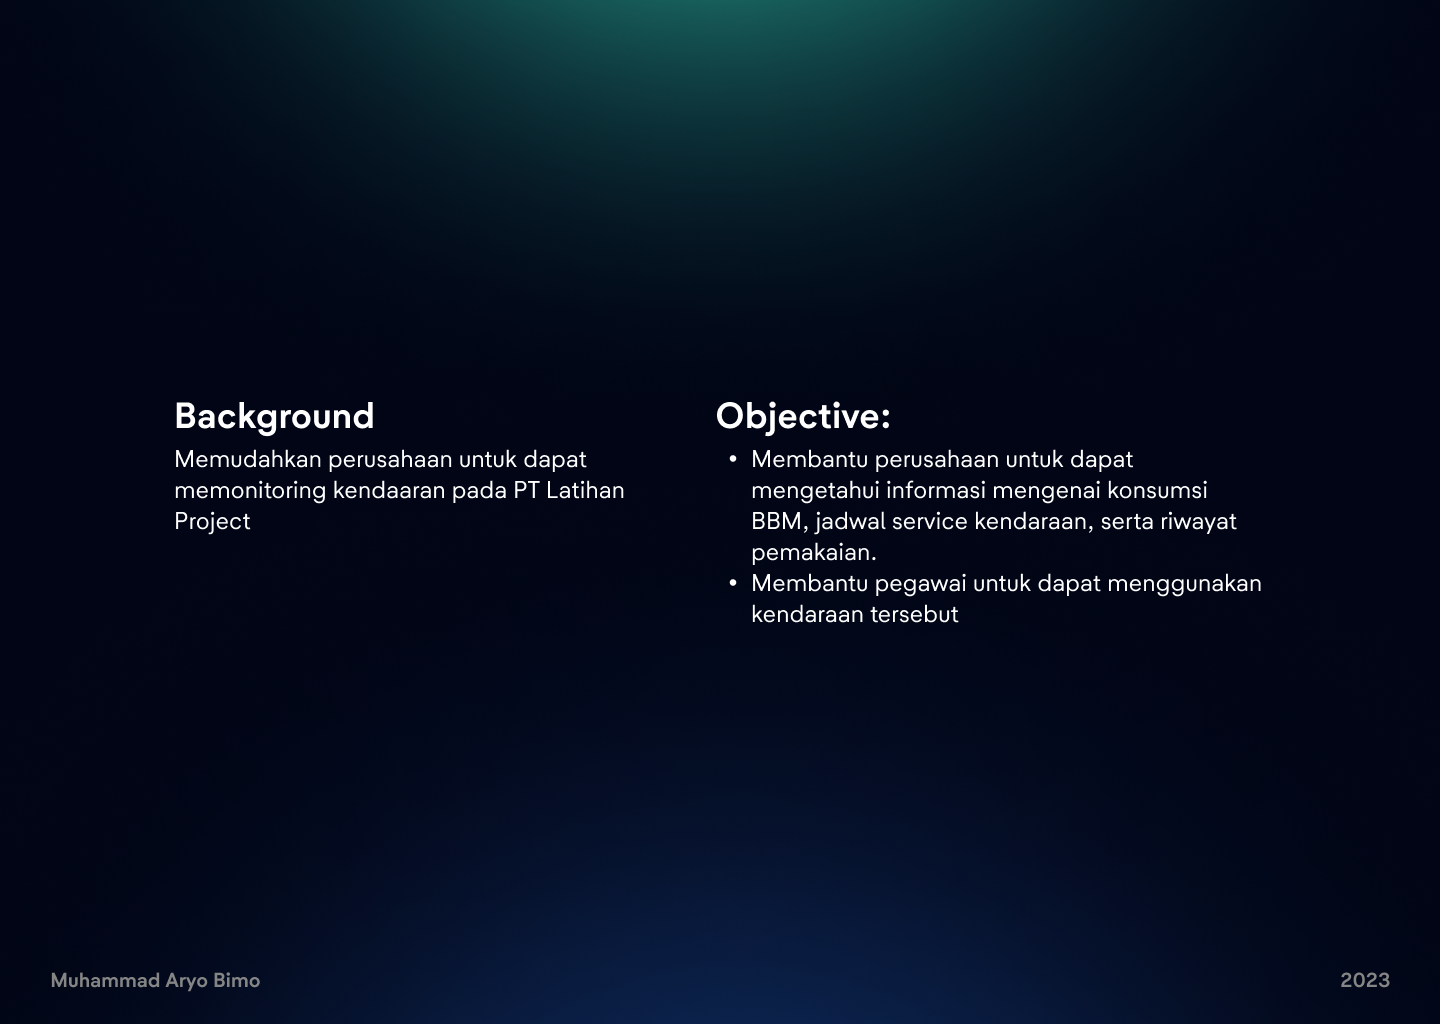 Background
Memudahkan perusahaan untuk dapat
memonitoring kendaaran pada PT Latihan
Project
Objective:
• Membantu perusahaan untuk dapat
mengetahui informasi mengenai konsumsi
BBM, jadwal service kendaraan, serta riwayat
pemakaian.
• Membantu pegawai untuk dapat menggunakan
kendaraan tersebut
Muhammad Aryo Bimo
2023